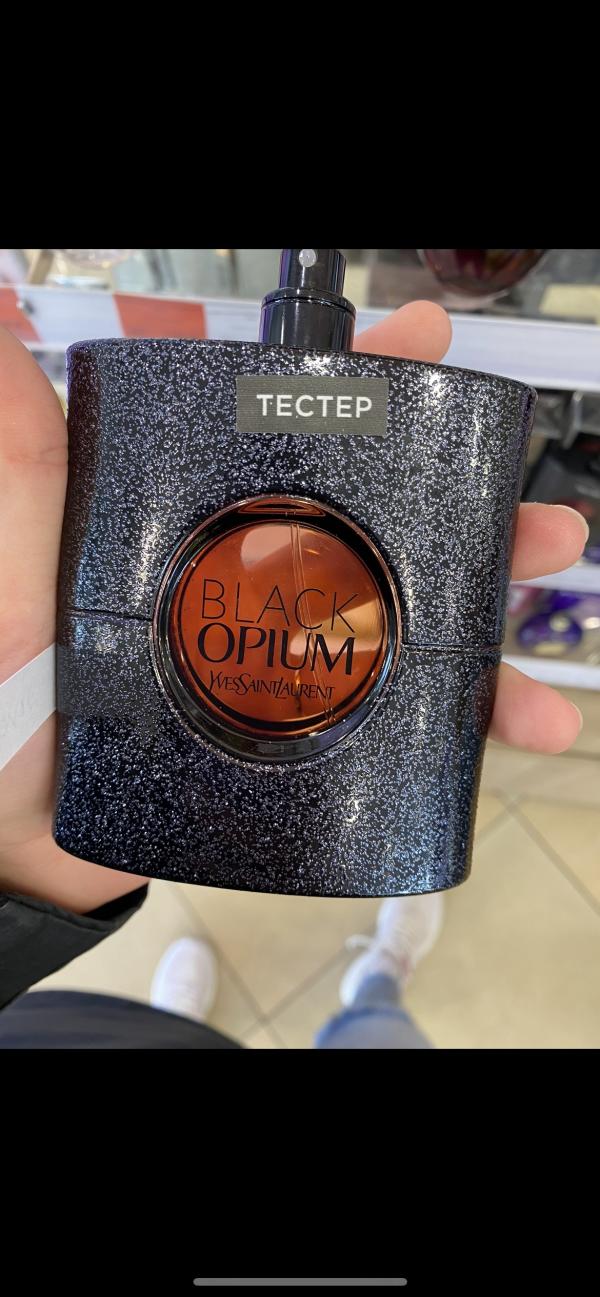 ТЕСТЕР
BLACK
OPIUM
YVESSAINTLAURENT